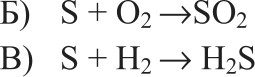 Б) S + O₂ → SO₂
В) S + H₂ → H₂S